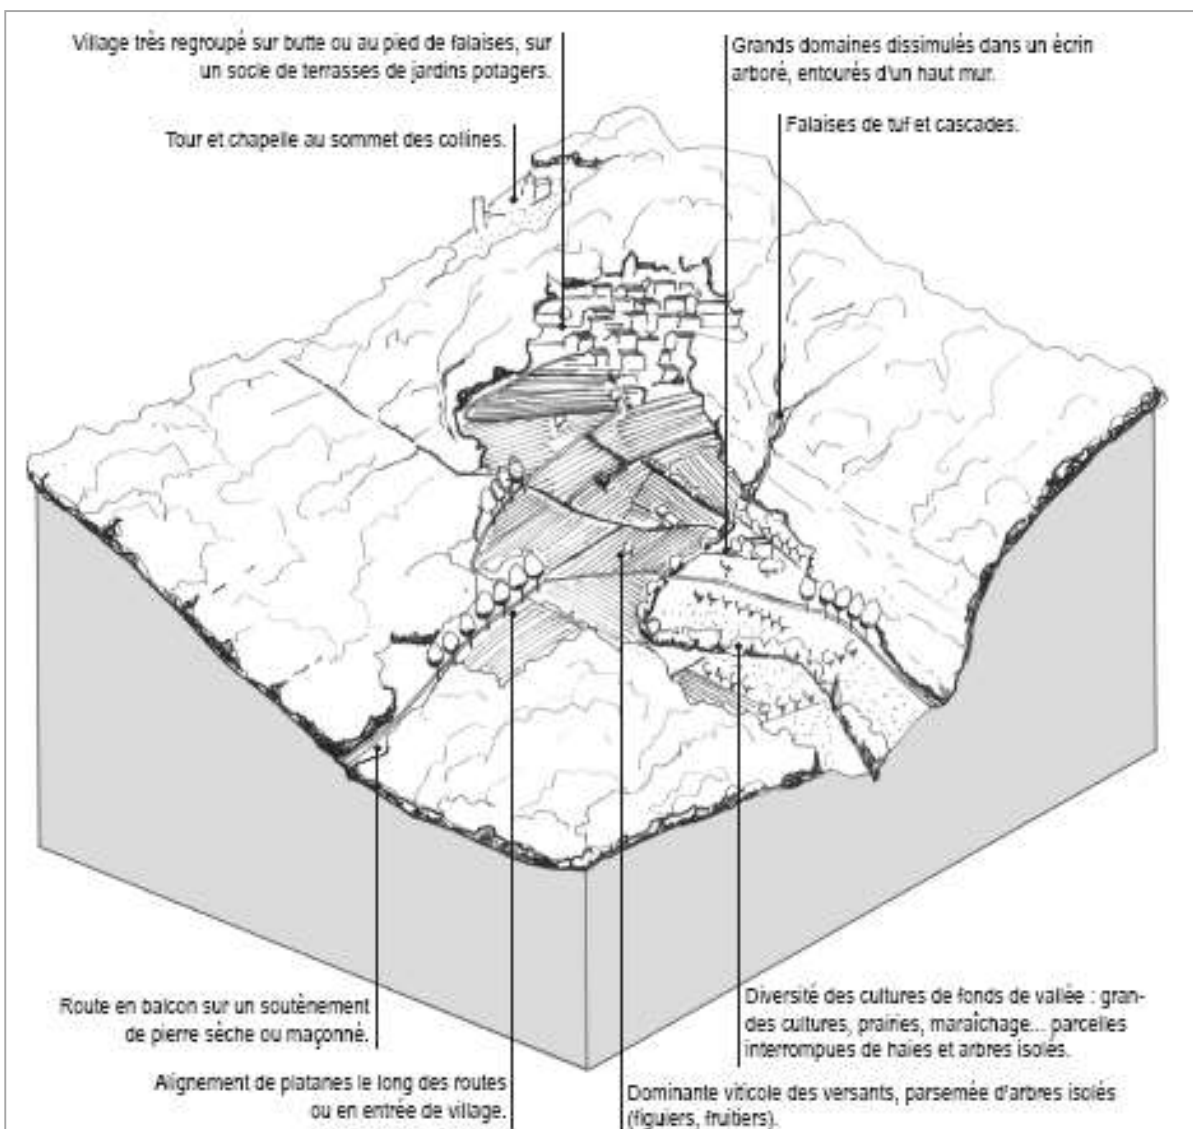 Village très regroupé sur butte ou au pied de falaises, sur
un socle de terrasses de jardins potagers.
Grands domaines dissimulés dans un écrin
arboré, entourés d'un haut mur.
Tour et chapelle au sommet des collines.
Falaises de tuf et cascades.
Route en balcon sur un soutènement
de pierre sèche ou maçonné.
Alignement de platanes le long des routes
ou en entrée de village.
Diversité des cultures de fonds de vallée : gran-
des cultures, prairies, maraîchage... parcelles
interrompues de haies et arbres isolés.
Dominante viticole des versants, parsemée d'arbres isolés
(figuiers, fruitiers).